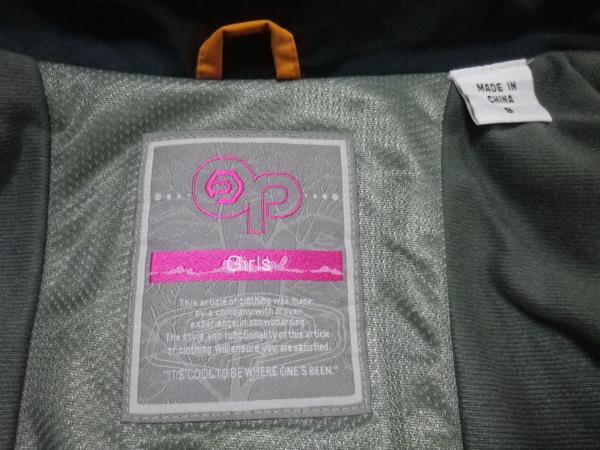 MADE IN
CHINA
S
op
Girls
This article of clothing was made
by a company with proven
experience in snowboarding.
The style and functionality of this article
of clothing will ensure you are satisfied.
"IT'S COOL TO BE WHERE ONE'S BEEN."